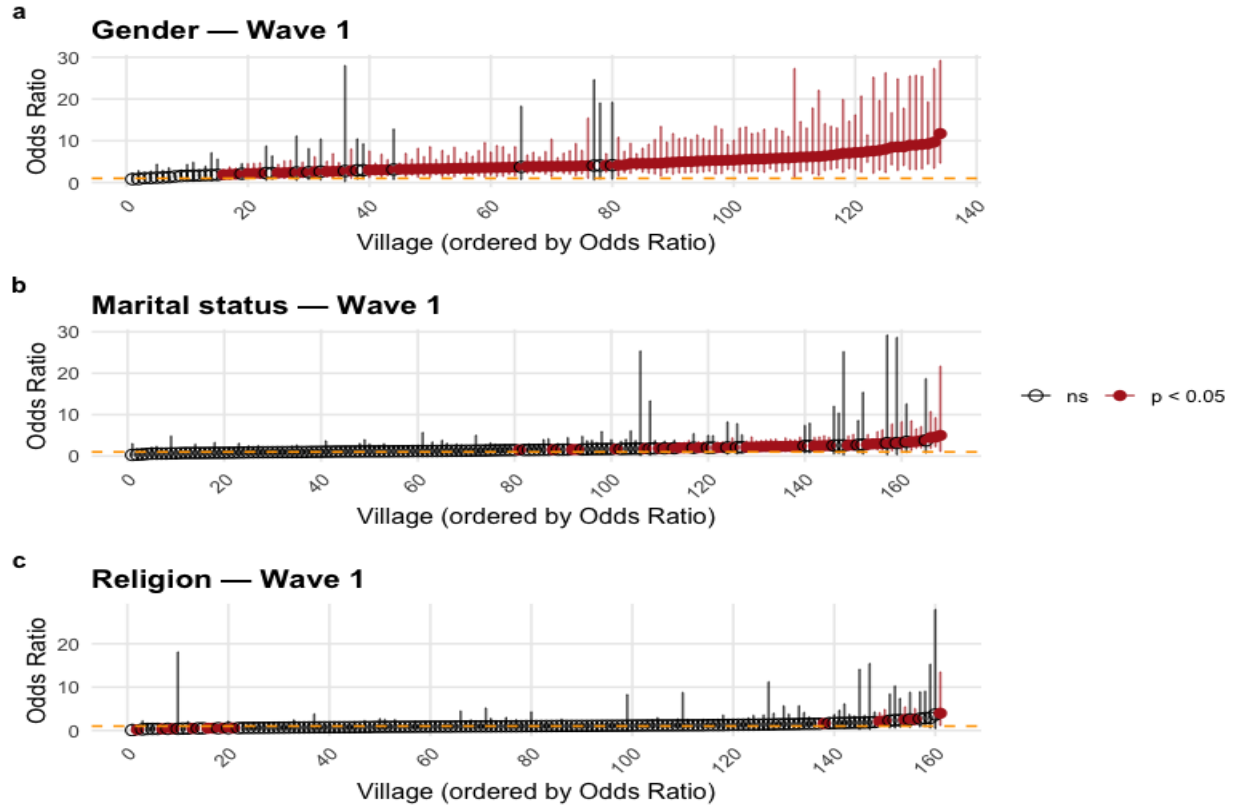 a
Gender — Wave 1
Odds Ratio
30
20
10
0
0
20
40
60
80
100
120
140
Village (ordered by Odds Ratio)
b
Marital status — Wave 1
Odds Ratio
30
20
10
0
0
20
40
60
80
100
120
140
160
Village (ordered by Odds Ratio)
ns
p < 0.05
c
Religion — Wave 1
Odds Ratio
20
10
0
0
20
40
60
80
100
120
140
160
Village (ordered by Odds Ratio)